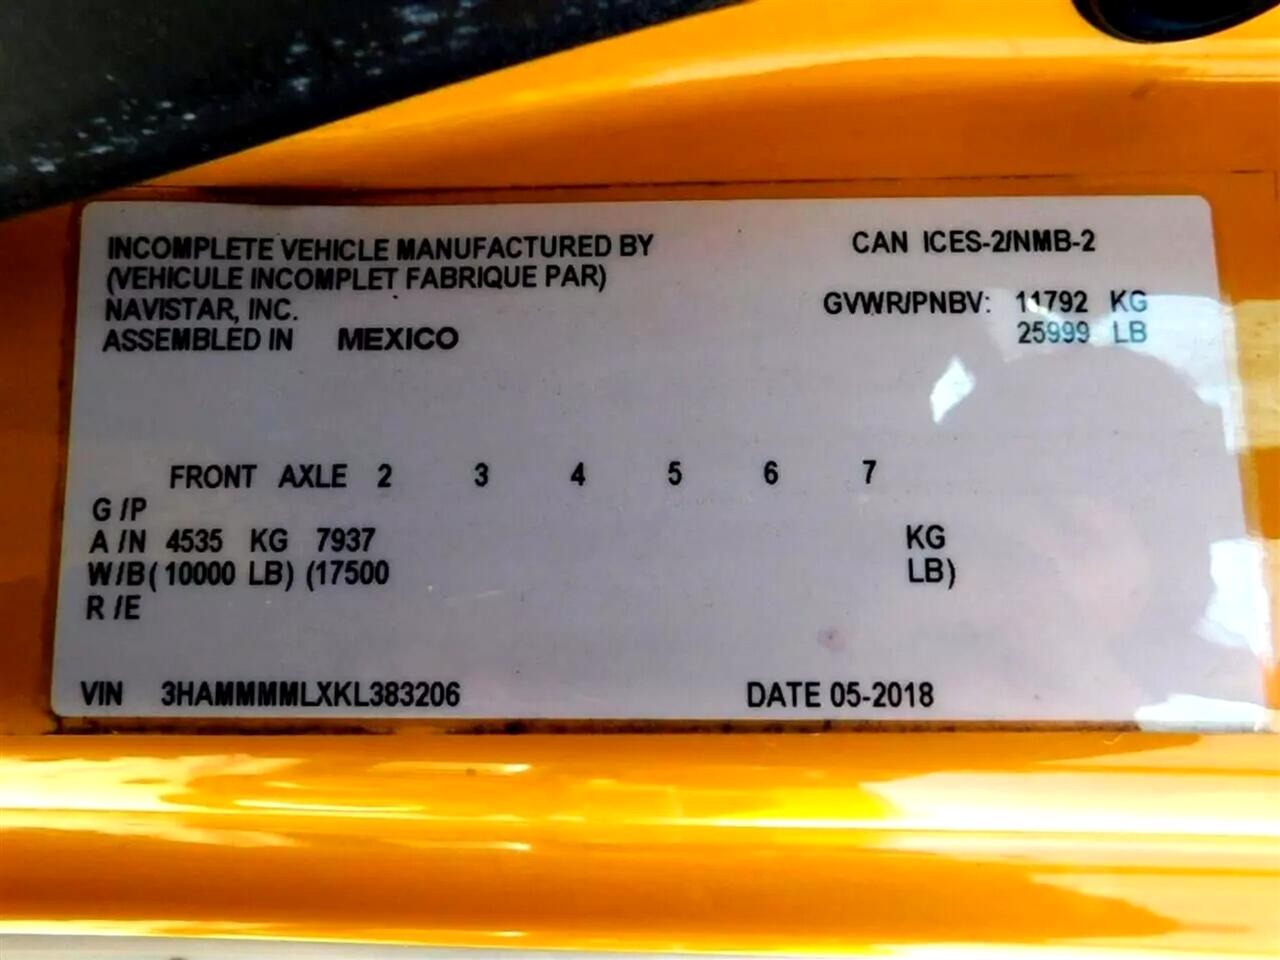 INCOMPLETE VEHICLE MANUFACTURED BY
(VEHICULE INCOMPLET FABRIQUE PAR)
NAVISTAR, INC.
ASSEMBLED IN MEXICO
CAN ICES-2/NMB-2
GVWR/PNBV: 11792 KG
25999 LB
FRONT AXLE 2 3 4 5 6 7
G/P
A/N 4535 KG 7937 KG
W/B (10000 LB) (17500 LB)
R/E
VIN 3HAMMMMLXKL383206 DATE 05-2018